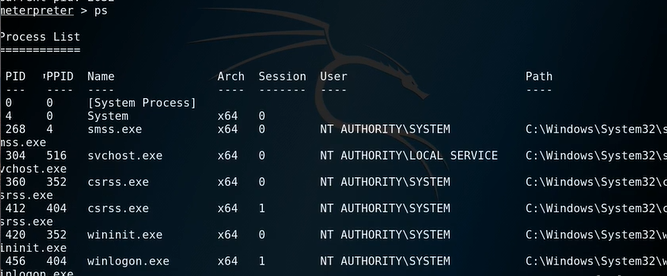 meterpreter > ps
Process List
============
PID PPID Name Arch Session User Path
--- ---- ---- ---- ------- ---- ----
0 0 [System Process]
4 0 System x64 0
268 4 smss.exe x64 0 NT AUTHORITY\SYSTEM C:\Windows\System32\s
mss.exe
304 516 svchost.exe x64 0 NT AUTHORITY\LOCAL SERVICE C:\Windows\System32\s
vchost.exe
360 352 csrss.exe x64 0 NT AUTHORITY\SYSTEM C:\Windows\System32\c
srss.exe
412 404 csrss.exe x64 1 NT AUTHORITY\SYSTEM C:\Windows\System32\c
srss.exe
420 352 wininit.exe x64 0 NT AUTHORITY\SYSTEM C:\Windows\System32\w
ininit.exe
456 404 winlogon.exe x64 1 NT AUTHORITY\SYSTEM C:\Windows\System32\w
inlogon.exe